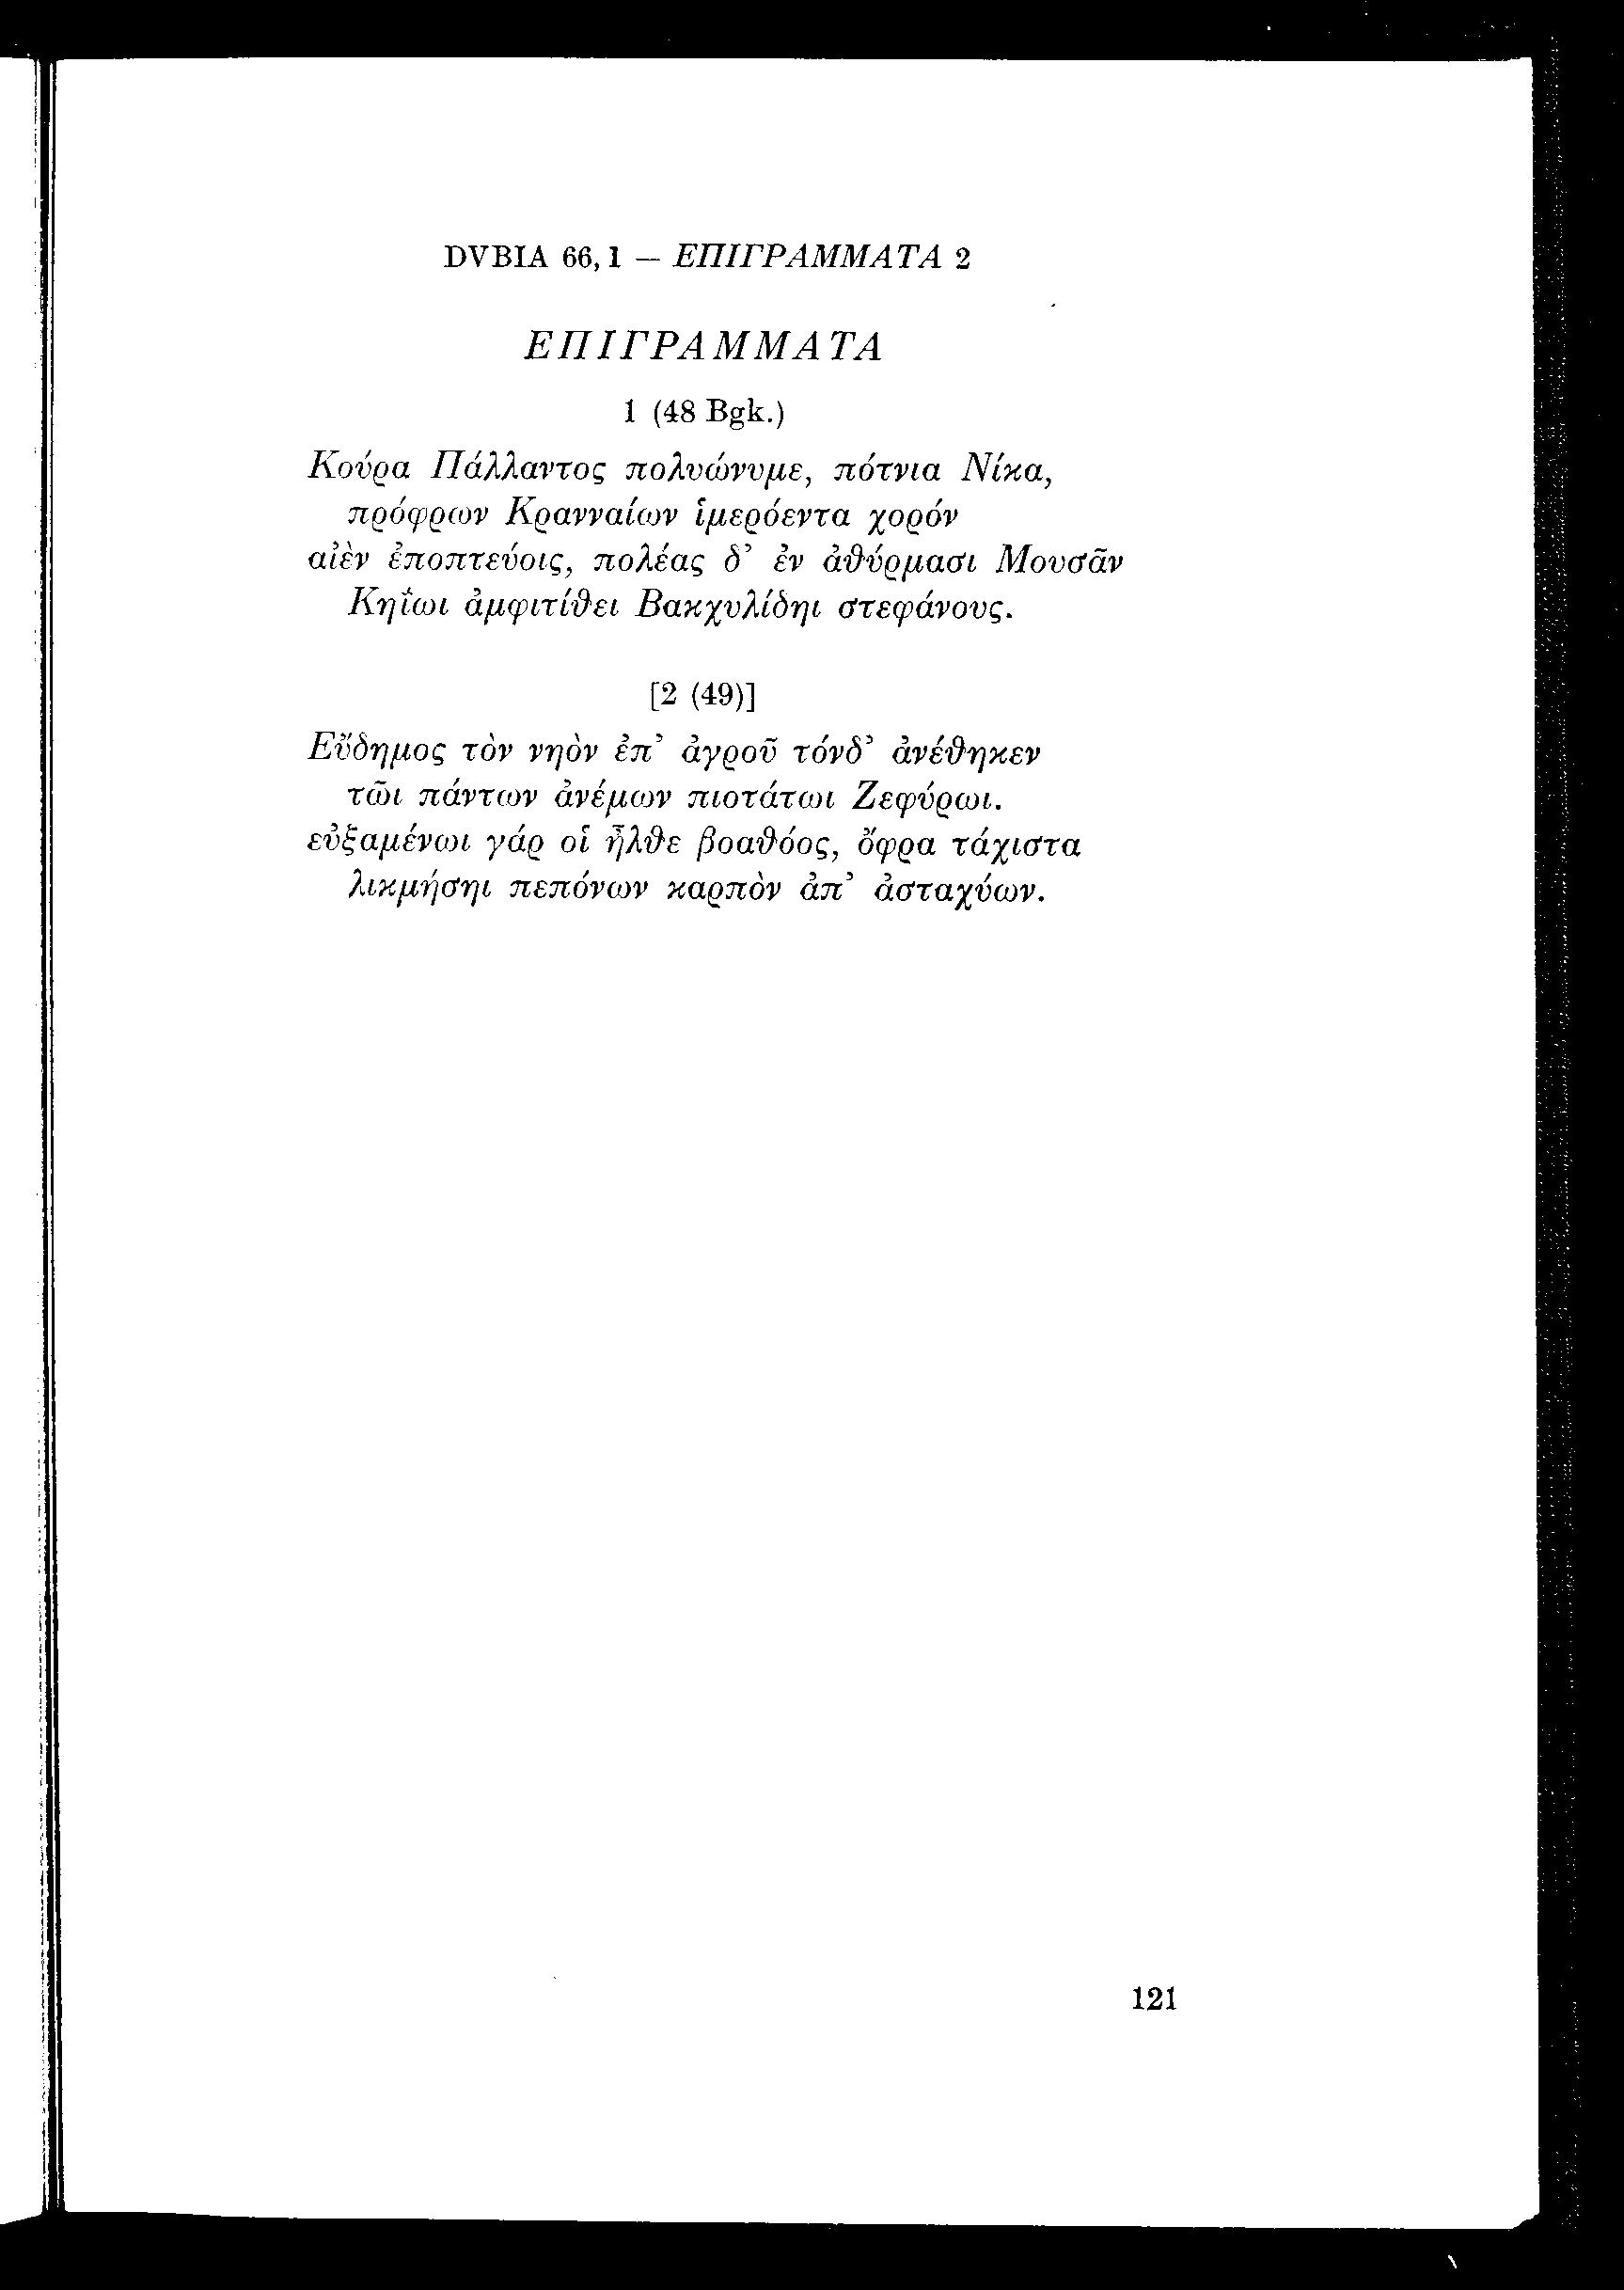 DVBIA 66, 1 – ΕΠΙΓΡΑΜΜΑΤΑ 2
ΕΠΙΓΡΑΜΜΑΤΑ
1 (48 Bgk.)
Κούρα Πάλλαντος πολυώνυμε, πότνια Νίκα,
πρόφρων Κρανναίων ἱμερόεντα χορόν
αἰὲν ἐποπτεύοις, πολέας δ’ ἐν ἀθύρμασι Μουσᾶν
Κηΐωι ἀμφιτίθει Βακχυλίδηι στεφάνους.
[2 (49)]
Εὔδημος τὸν νηὸν ἐπ’ ἀγροῦ τόνδ’ ἀνέθηκεν
τῶι πάντων ἀνέμων πιοτάτωι Ζεφύρωι.
εὐξαμένωι γάρ οἱ ἦλθε βοαθόος, ὄφρα τάχιστα
λικμήσηι πεπόνων καρπὸν ἀπ’ ἀσταχύων.
121